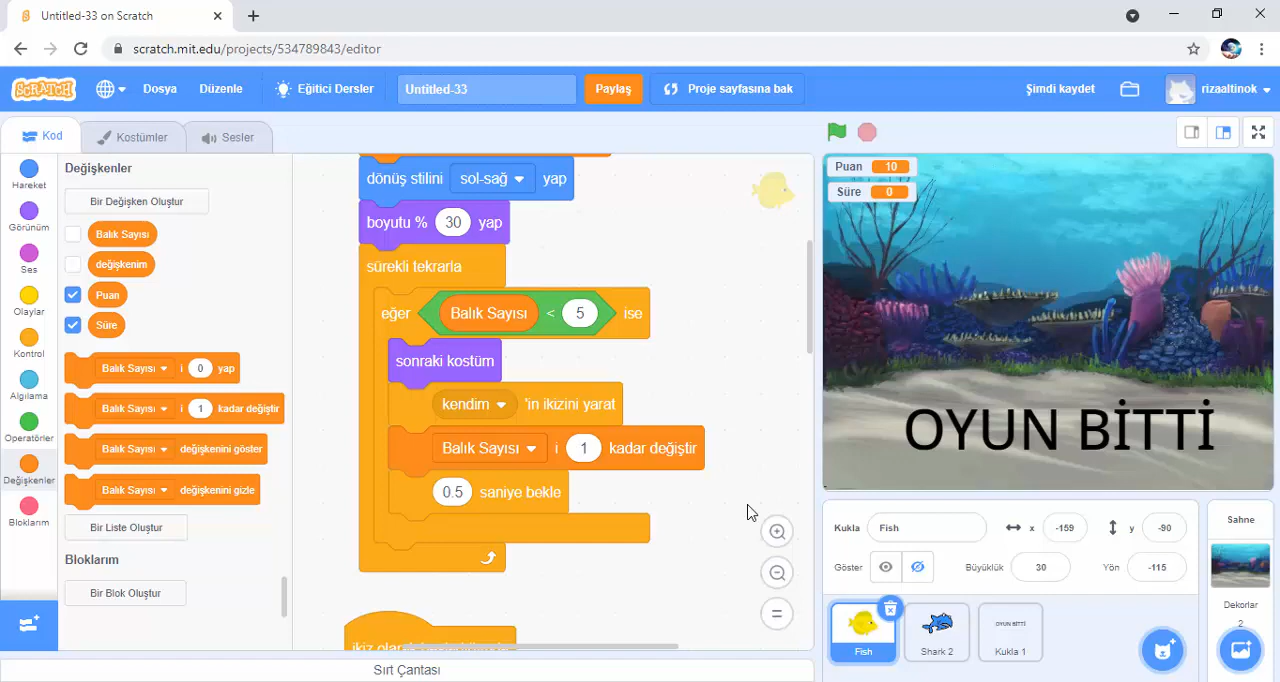 Untitled-33 on Scratch
scratch.mit.edu/projects/534789843/editor
SCRATCH
Dosya
Düzenle
Eğitici Dersler
Untitled-33
Paylaş
Proje sayfasına bak
Şimdi kaydet
rizaaltinok
Kod
Kostümler
Sesler
Hareket
Görünüm
Ses
Olaylar
Kontrol
Algılama
Operatörler
Değişkenler
Bloklarım
Değişkenler
Bir Değişken Oluştur
Balık Sayısı
değişkenim
Puan
Süre
Balık Sayısı i 0 yap
Balık Sayısı i 1 kadar değiştir
Balık Sayısı değişkenini göster
Balık Sayısı değişkenini gizle
Bir Liste Oluştur
Bloklarım
Bir Blok Oluştur
dönüş stilini sol-sağ yap
boyutu % 30 yap
sürekli tekrarla
eğer Balık Sayısı < 5 ise
sonraki kostüm
kendim 'in ikizini yarat
Balık Sayısı i 1 kadar değiştir
0.5 saniye bekle
Sırt Çantası
Puan 10
Süre 0
OYUN BİTTİ
Kukla Fish x -159 y -90
Göster Büyüklük 30 Yön -115
Fish
Shark 2
OYUN BİTTİ
Kukla 1
Sahne
Dekorlar
2